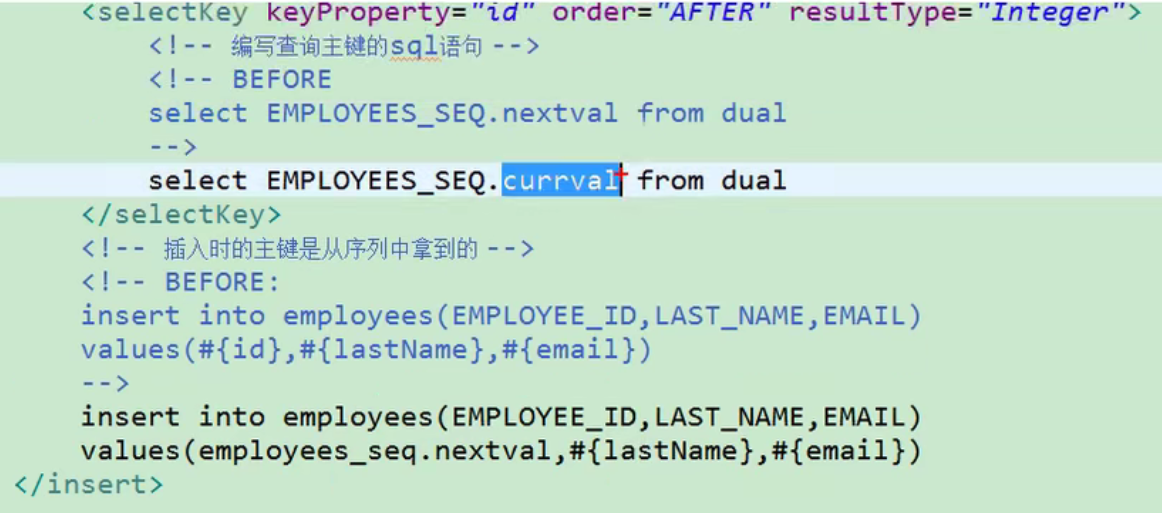 <selectKey keyProperty="id" order="AFTER" resultType="Integer">
<!-- 编写查询主键的sql语句 -->
<!-- BEFORE
select EMPLOYEES_SEQ.nextval from dual
-->
select EMPLOYEES_SEQ.currval from dual
</selectKey>
<!-- 插入时的主键是从序列中拿到的 -->
<!-- BEFORE:
insert into employees(EMPLOYEE_ID,LAST_NAME,EMAIL)
values(#{id},#{lastName},#{email})
-->
insert into employees(EMPLOYEE_ID,LAST_NAME,EMAIL)
values(employees_seq.nextval,#{lastName},#{email})
</insert>